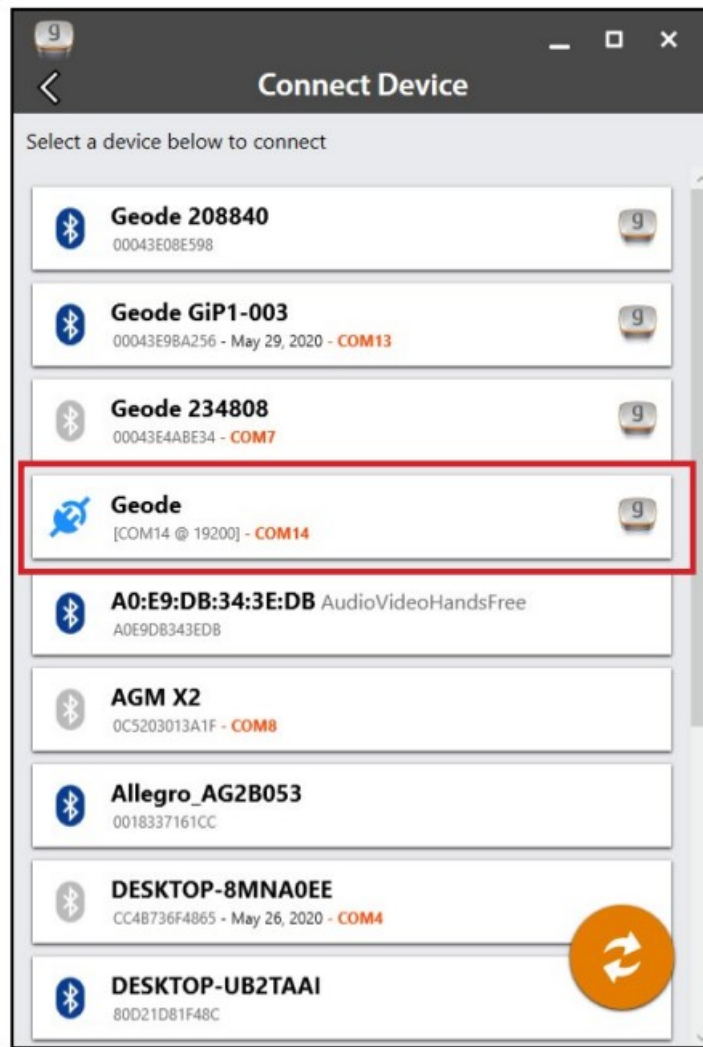 g
Connect Device
Select a device below to connect
Geode 208840
00043E08E598
g
Geode GiP1-003
00043E9BA256 - May 29, 2020 - COM13
g
Geode 234808
00043E4ABE34 - COM7
g
Geode
[COM14 @ 19200] - COM14
g
A0:E9:DB:34:3E:DB AudioVideoHandsFree
A0E9DB343EDB
AGM X2
0C5203013A1F - COM8
Allegro_AG2B053
0018337161CC
DESKTOP-8MNA0EE
CC4B736F4865 - May 26, 2020 - COM4
DESKTOP-UB2TAAI
80D21D81F48C